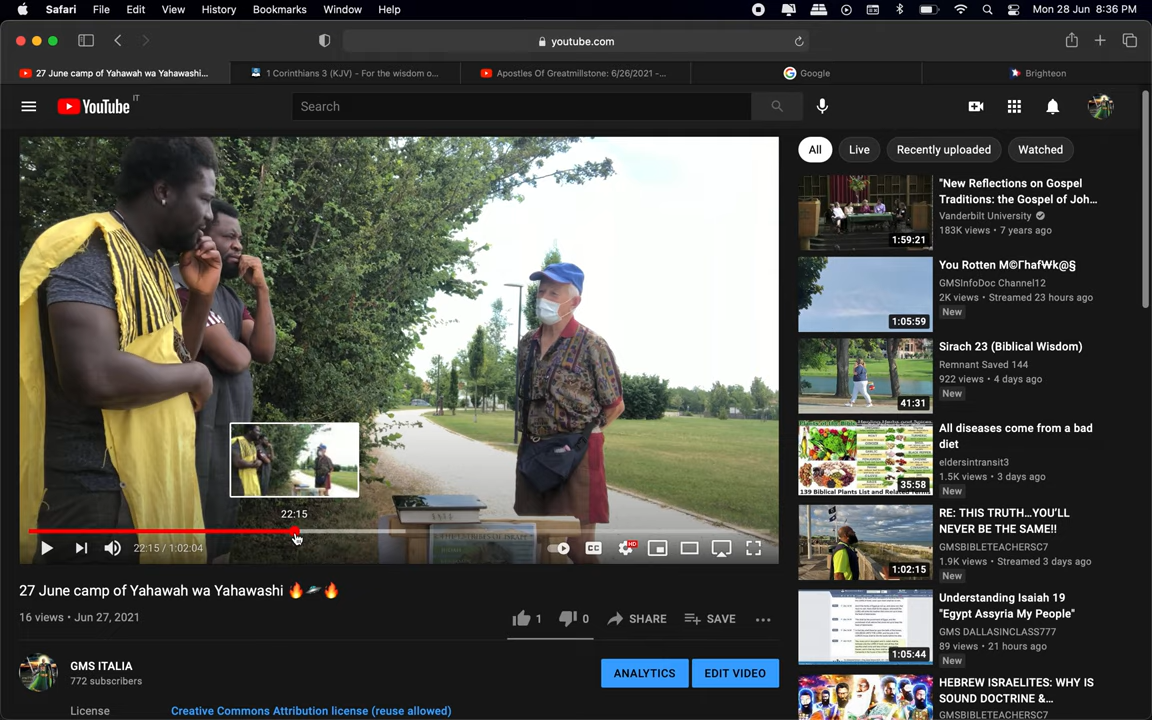 Safari File Edit View History Bookmarks Window Help Mon 28 Jun 8:36 PM
youtube.com
27 June camp of Yahawah wa Yahawashi... 1 Corinthians 3 (KJV) - For the wisdom o... Apostles Of Greatmillstone: 6/26/2021 -... Google Brighteon
YouTube IT Search
All Live Recently uploaded Watched
"New Reflections on Gospel
Traditions: the Gospel of Joh...
Vanderbilt University
183K views • 7 years ago
1:59:21
You Rotten M©ГhafWk@§
GMSInfoDoc Channel12
2K views • Streamed 23 hours ago
New
1:05:59
Sirach 23 (Biblical Wisdom)
Remnant Saved 144
922 views • 4 days ago
New
41:31
All diseases come from a bad
diet
eldersintransit3
1.5K views • 3 days ago
New
35:58
139 Biblical Plants List and Related Terms
RE: THIS TRUTH...YOU'LL
NEVER BE THE SAME!!
GMSBIBLETEACHERSC7
1.9K views • Streamed 3 days ago
New
1:02:15
Understanding Isaiah 19
"Egypt Assyria My People"
GMS DALLASINCLASS777
89 views • 21 hours ago
New
1:05:44
HEBREW ISRAELITES: WHY IS
SOUND DOCTRINE &...
GMSBIBLETEACHERSC7
22:15
22:15 / 1:02:04 CC HD
27 June camp of Yahawah wa Yahawashi 🔥🛸🔥
16 views • Jun 27, 2021
1 0 SHARE SAVE
GMS ITALIA
772 subscribers
ANALYTICS EDIT VIDEO
License Creative Commons Attribution license (reuse allowed)